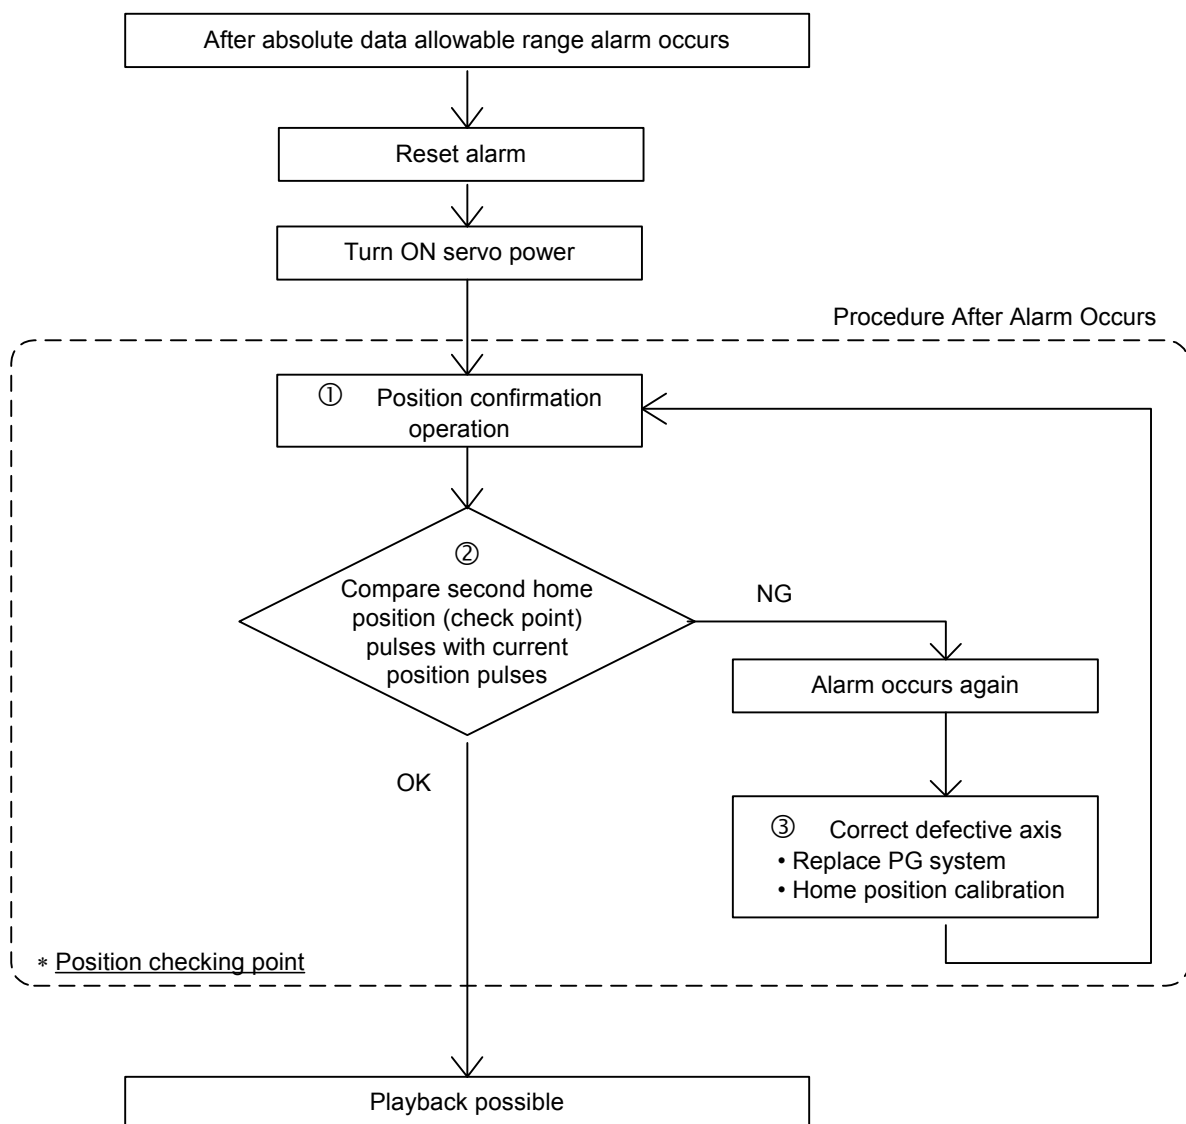 After absolute data allowable range alarm occurs
Reset alarm
Turn ON servo power
Procedure After Alarm Occurs
① Position confirmation
operation
②
Compare second home
position (check point)
pulses with current
position pulses
NG
Alarm occurs again
OK
③ Correct defective axis
• Replace PG system
• Home position calibration
* Position checking point
Playback possible